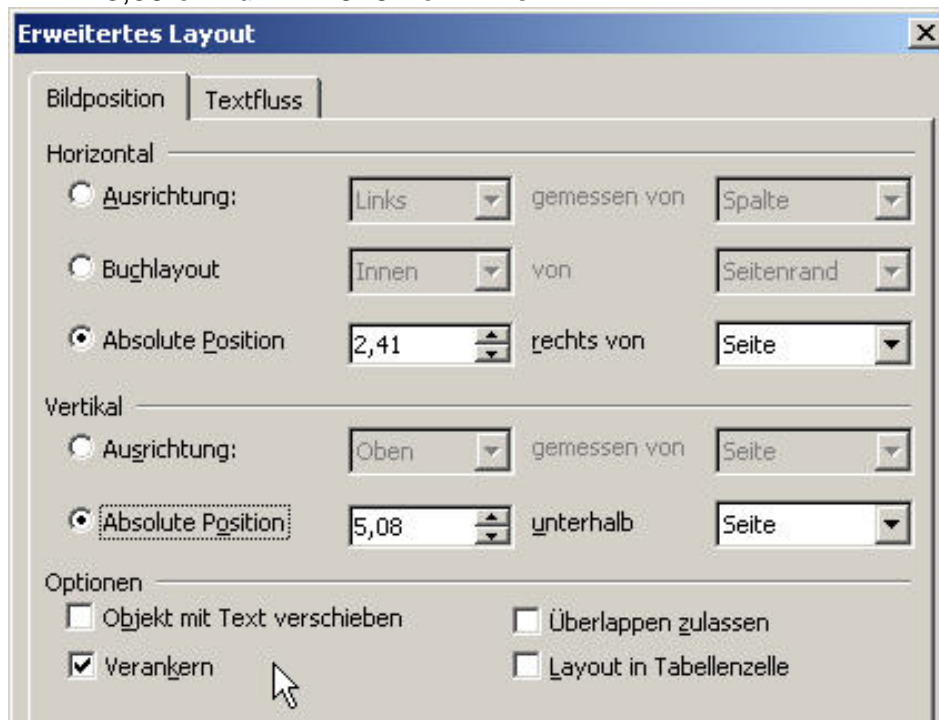 Erweitertes Layout
Bildposition Textfluss
Horizontal
Ausrichtung: Links gemessen von Spalte
Buchlayout Innen von Seitenrand
Absolute Position 2,41 rechts von Seite
Vertikal
Ausrichtung: Oben gemessen von Seite
Absolute Position 5,08 unterhalb Seite
Optionen
Objekt mit Text verschieben Überlappen zulassen
Verankern Layout in Tabellenzelle